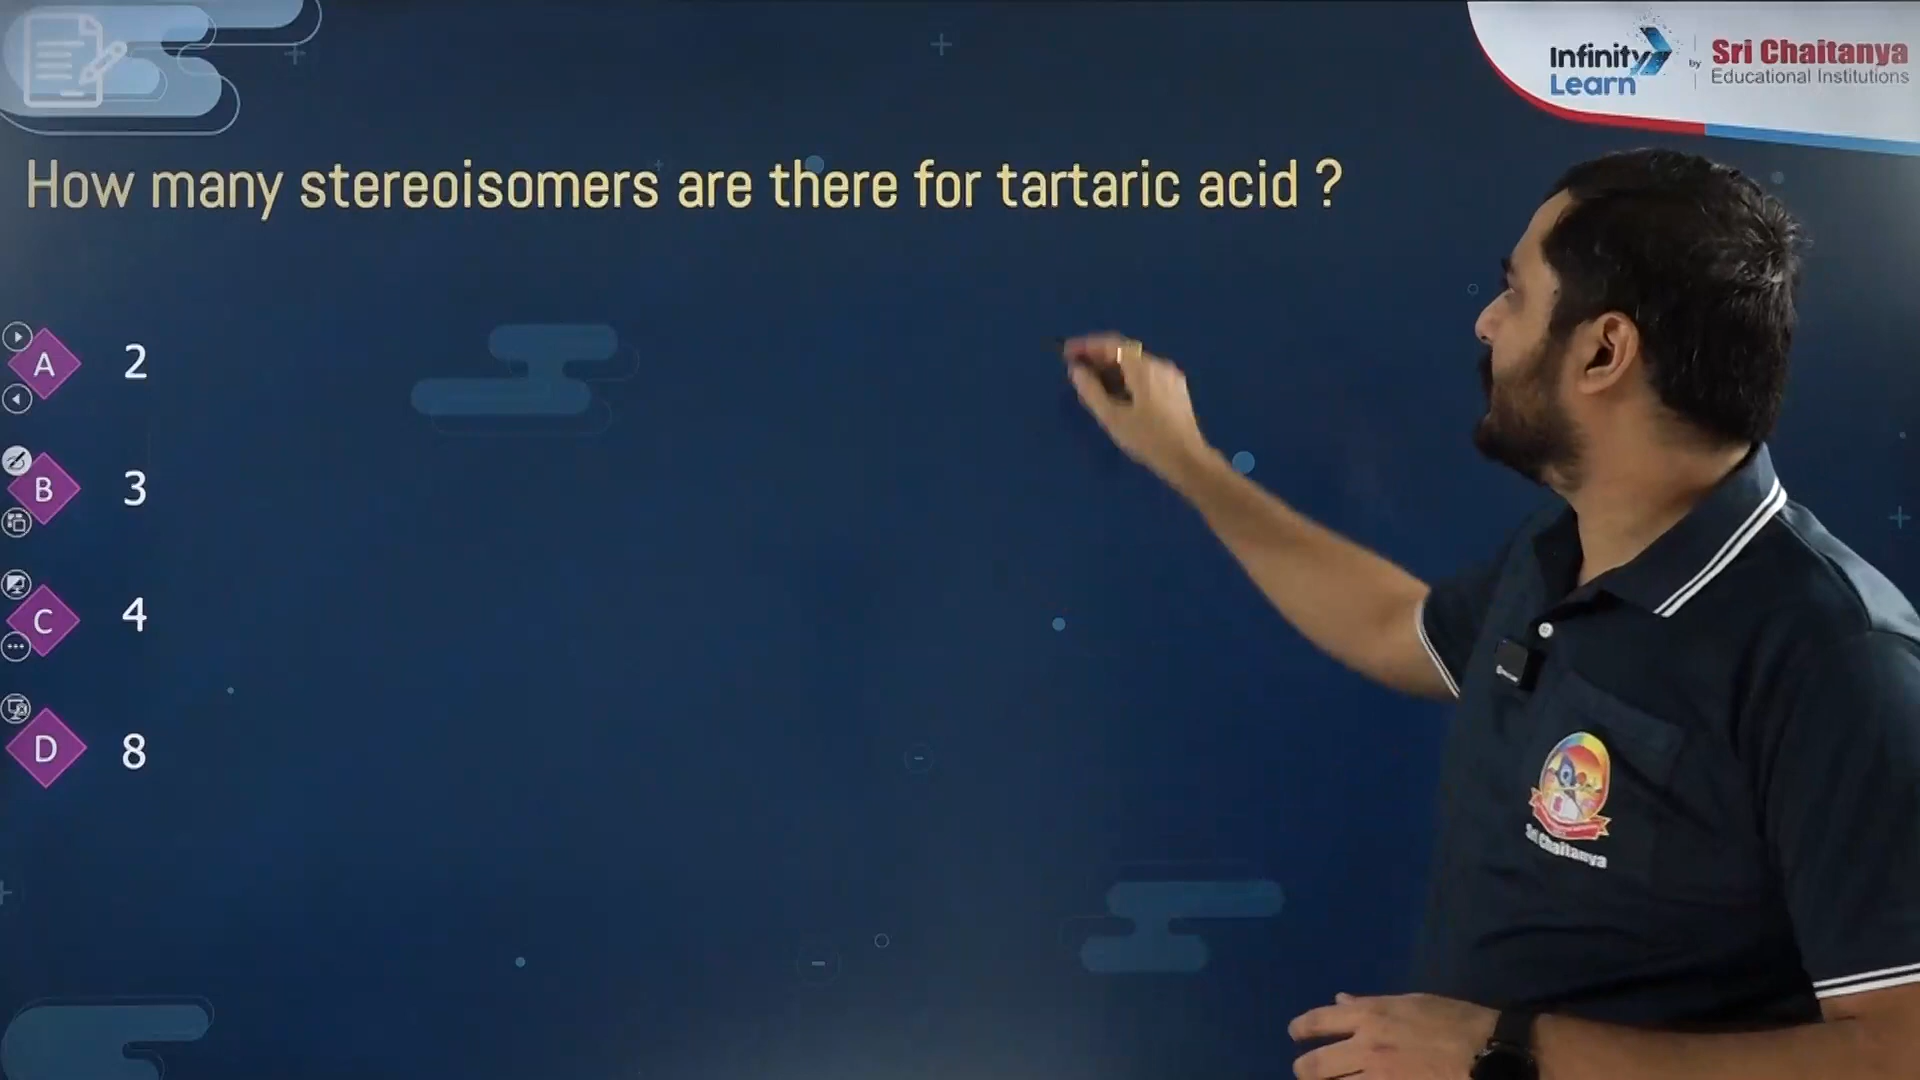 Infinity Learn by Sri Chaitanya Educational Institutions
How many stereoisomers are there for tartaric acid ?
A 2
B 3
C 4
D 8
Sri Chaitanya